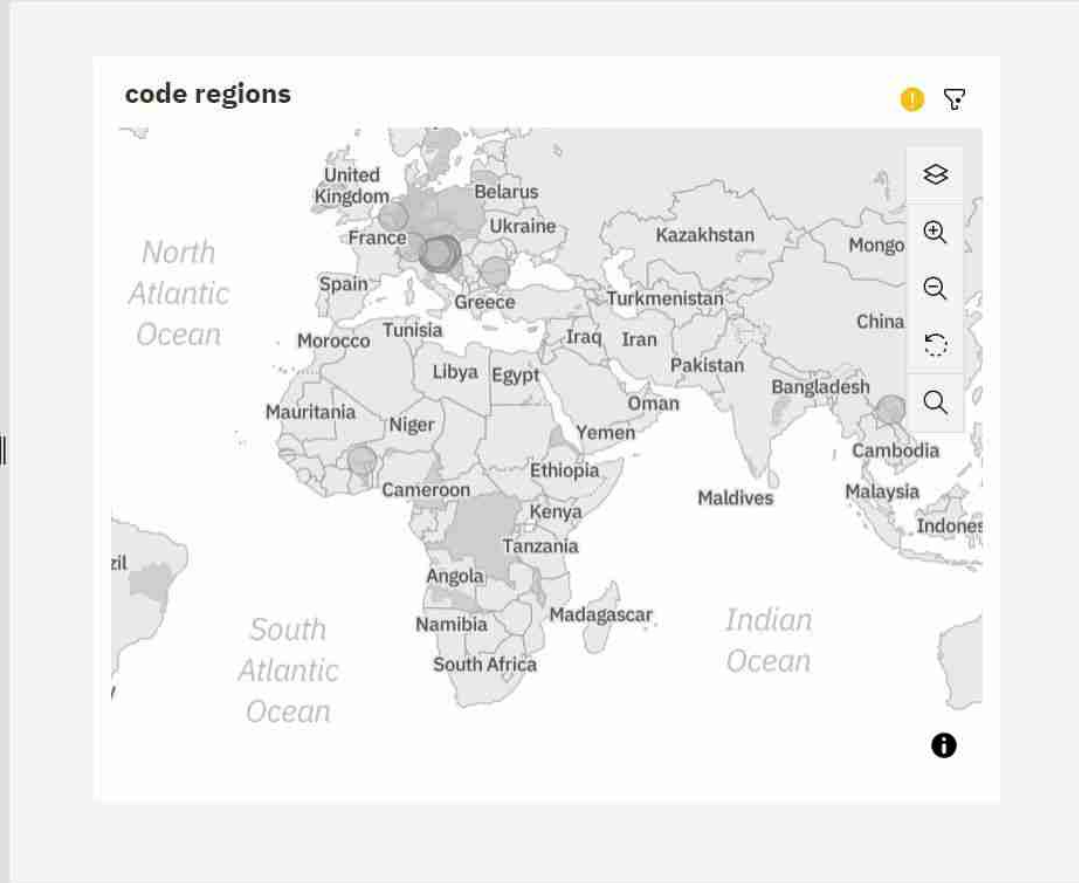 code regions
United
Kingdom
Belarus
Ukraine
France
Kazakhstan
Mongo
North
Atlantic
Ocean
Spain
Greece
Turkmenistan
China
Tunisia
Morocco
Iraq
Iran
Pakistan
Libya
Egypt
Bangladesh
Oman
Mauritania
Niger
Yemen
Cambodia
Ethiopia
Cameroon
Maldives
Malaysia
Kenya
Indones
Tanzania
zil
Angola
Madagascar
Namibia
South
Atlantic
Ocean
Indian
Ocean
South Africa